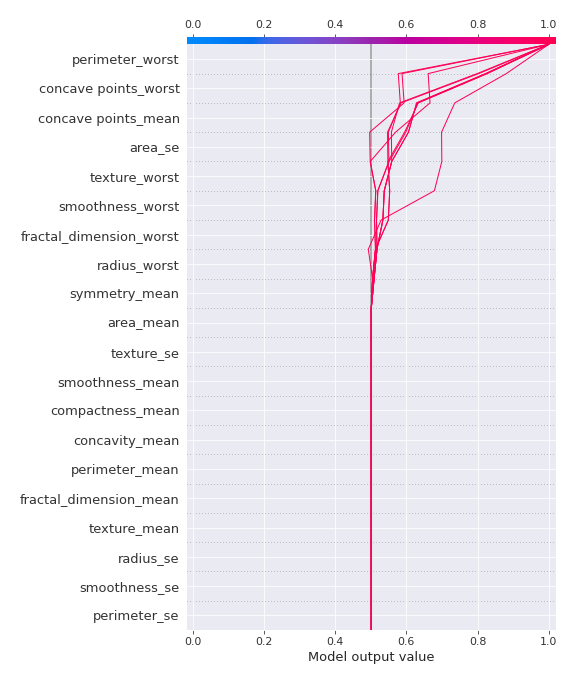 0.0 0.2 0.4 0.6 0.8 1.0
perimeter_worst
concave points_worst
concave points_mean
area_se
texture_worst
smoothness_worst
fractal_dimension_worst
radius_worst
symmetry_mean
area_mean
texture_se
smoothness_mean
compactness_mean
concavity_mean
perimeter_mean
fractal_dimension_mean
texture_mean
radius_se
smoothness_se
perimeter_se
0.0 0.2 0.4 0.6 0.8 1.0
Model output value